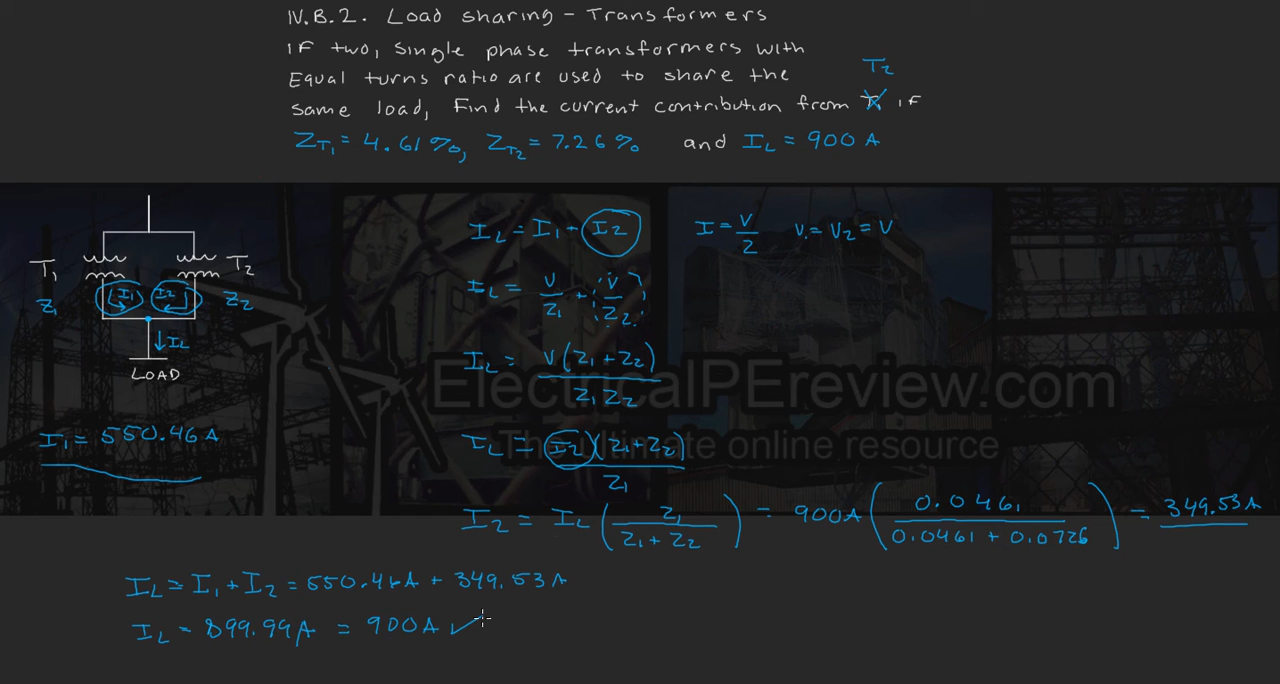 IV.B.2. Load sharing - Transformers
IF two, single phase transformers with
Equal turns ratio are used to share the
T2
same load, Find the current contribution from T1 IF
ZT1 = 4.61%, ZT2 = 7.26% and IL = 900 A
IL = I1 + I2
I = V/2 V1 = V2 = V
T1 T2
Z1 I1 I2 Z2
IL = V/Z1 + V/Z2
IL
LOAD
IL = V(Z1+Z2)/Z1Z2
ElectricalPEreview.com
I1 = 550.46A
IL = (I2)(Z1+Z2)/Z1
The ultimate online resource
I2 = IL (Z1/Z1+Z2) = 900A (0.0461/0.0461+0.0726) = 349.53A
IL = I1 + I2 = 550.46A + 349.53A
IL = 899.99A = 900A ✓